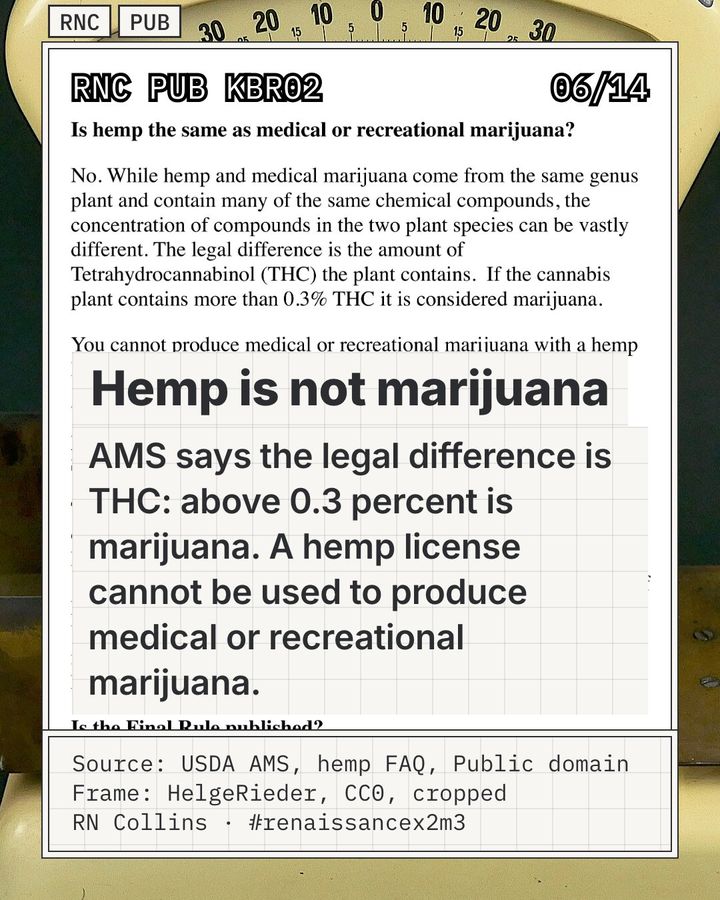 RNC PUB
30 20 15 10 5 0 5 10 15 20 25 30
RNC PUB KBR02 06/14
Is hemp the same as medical or recreational marijuana?
No. While hemp and medical marijuana come from the same genus
plant and contain many of the same chemical compounds, the
concentration of compounds in the two plant species can be vastly
different. The legal difference is the amount of
Tetrahydrocannabinol (THC) the plant contains. If the cannabis
plant contains more than 0.3% THC it is considered marijuana.
You cannot produce medical or recreational marijuana with a hemp
Hemp is not marijuana
AMS says the legal difference is
THC: above 0.3 percent is
marijuana. A hemp license
cannot be used to produce
medical or recreational
marijuana.
Is the Final Rule published?
Source: USDA AMS, hemp FAQ, Public domain
Frame: HelgeRieder, CC0, cropped
RN Collins · #renaissancex2m3